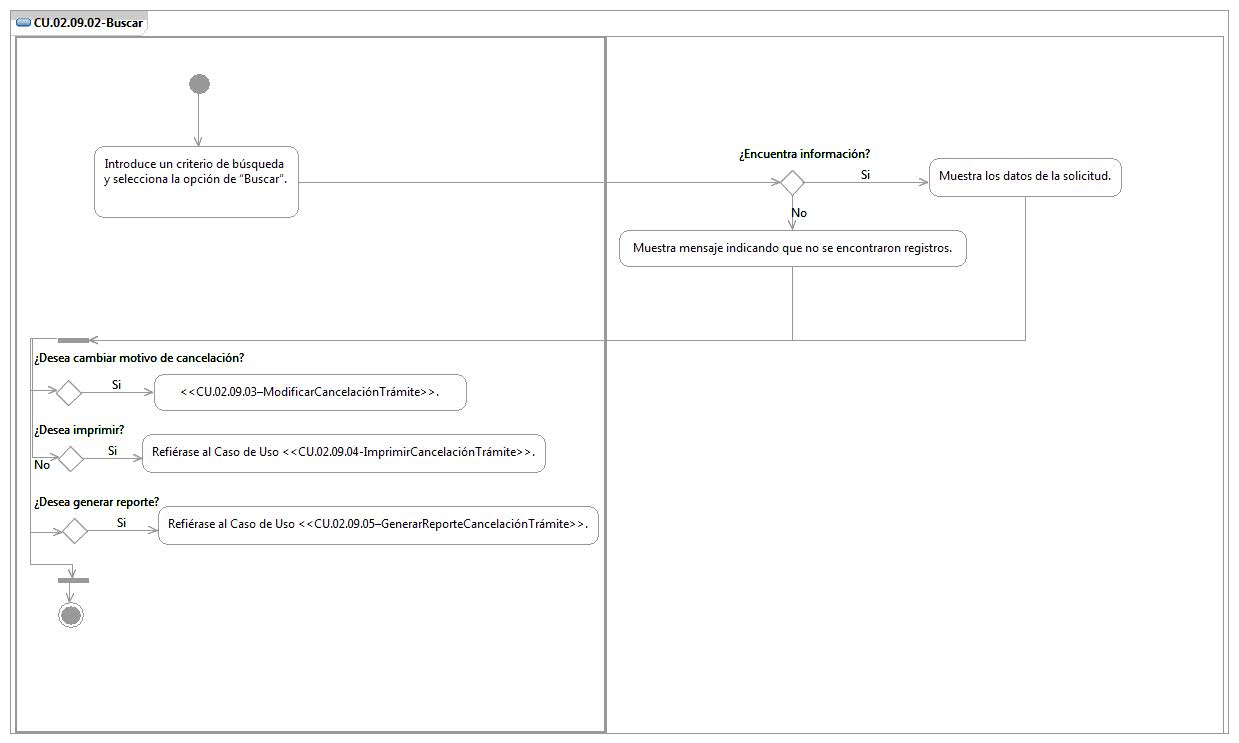 CU.02.09.02-Buscar
Introduce un criterio de búsqueda
y selecciona la opción de “Buscar”.
¿Encuentra información?
Si
Muestra los datos de la solicitud.
No
Muestra mensaje indicando que no se encontraron registros.
¿Desea cambiar motivo de cancelación?
Si
<<CU.02.09.03–ModificarCancelaciónTrámite>>.
¿Desea imprimir?
Si
Refiérase al Caso de Uso <<CU.02.09.04-ImprimirCancelaciónTrámite>>.
No
¿Desea generar reporte?
Si
Refiérase al Caso de Uso <<CU.02.09.05–GenerarReporteCancelaciónTrámite>>.